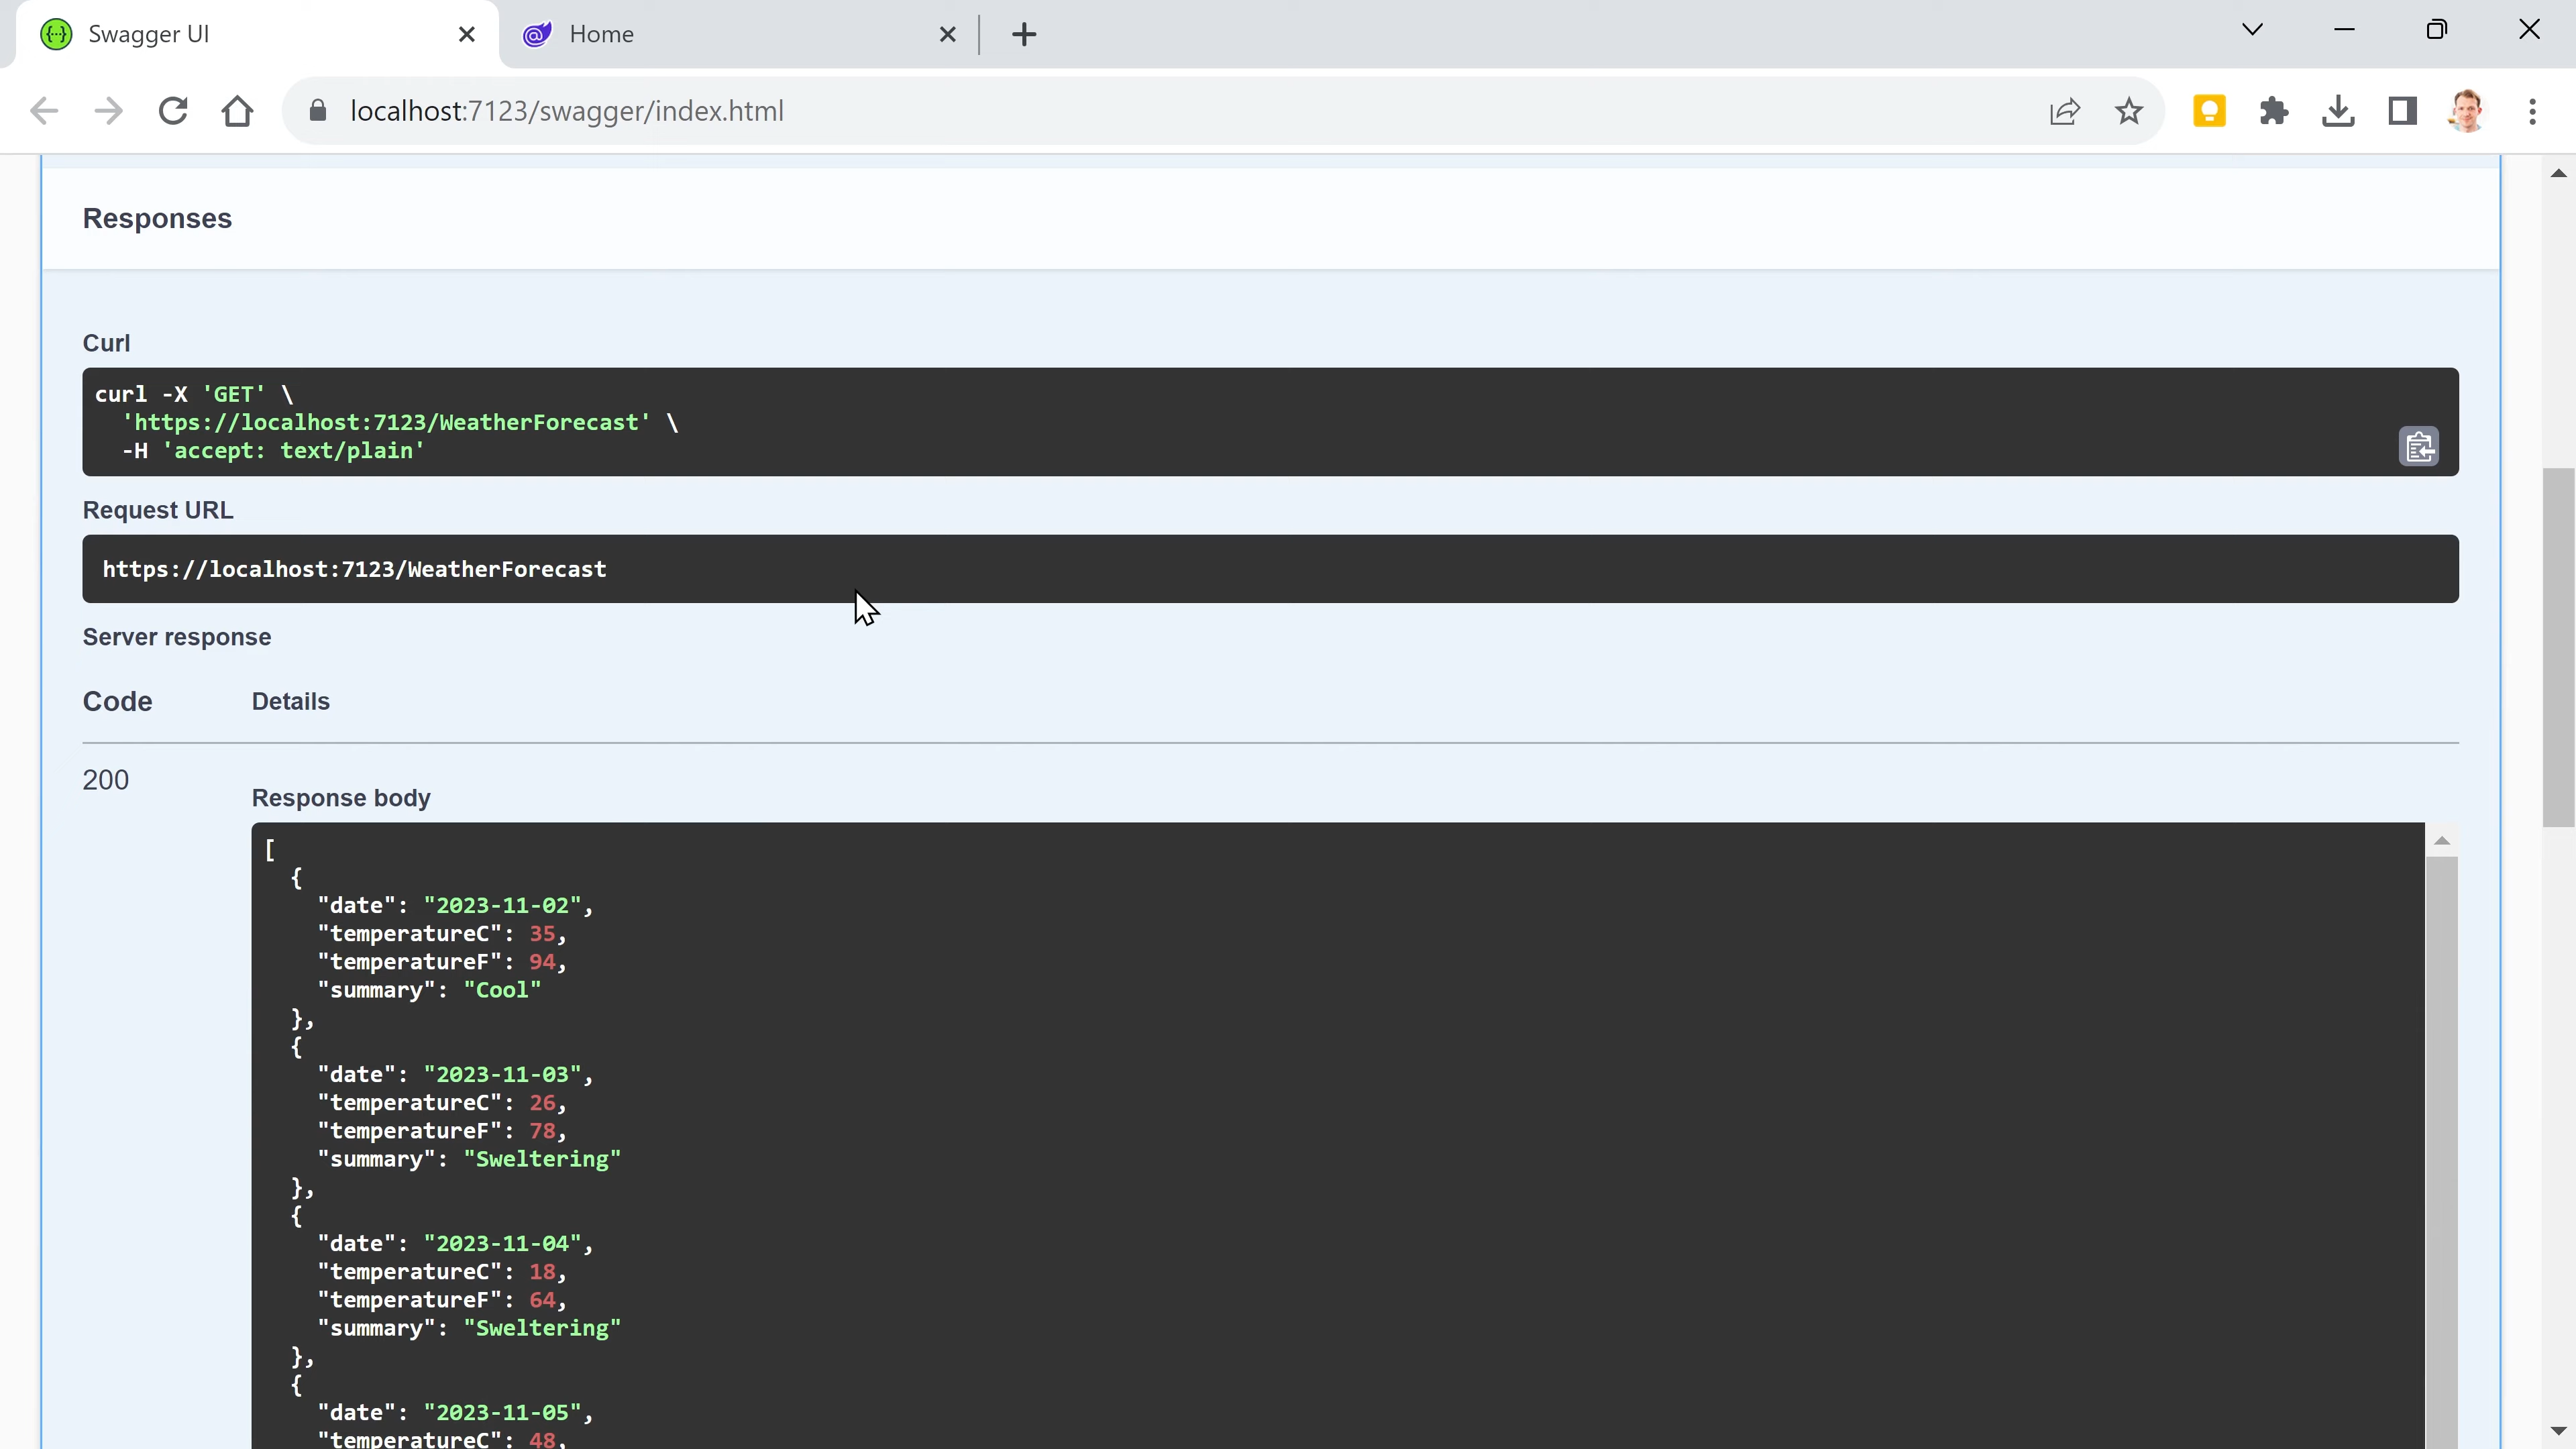 Swagger UI
Home
localhost:7123/swagger/index.html
Responses
Curl
curl -X 'GET' \
'https://localhost:7123/WeatherForecast' \
-H 'accept: text/plain'
Request URL
https://localhost:7123/WeatherForecast
Server response
Code Details
200
Response body
[
{
"date": "2023-11-02",
"temperatureC": 35,
"temperatureF": 94,
"summary": "Cool"
},
{
"date": "2023-11-03",
"temperatureC": 26,
"temperatureF": 78,
"summary": "Sweltering"
},
{
"date": "2023-11-04",
"temperatureC": 18,
"temperatureF": 64,
"summary": "Sweltering"
},
{
"date": "2023-11-05",
"temperatureC": 48,